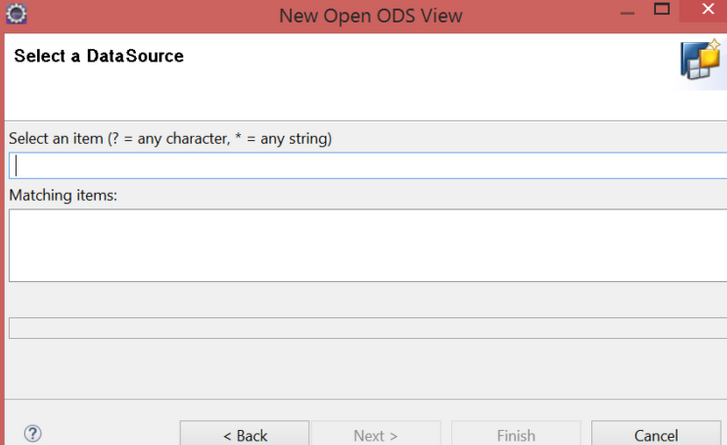 New Open ODS View
Select a DataSource
Select an item (? = any character, * = any string)
Matching items:
< Back Next > Finish Cancel